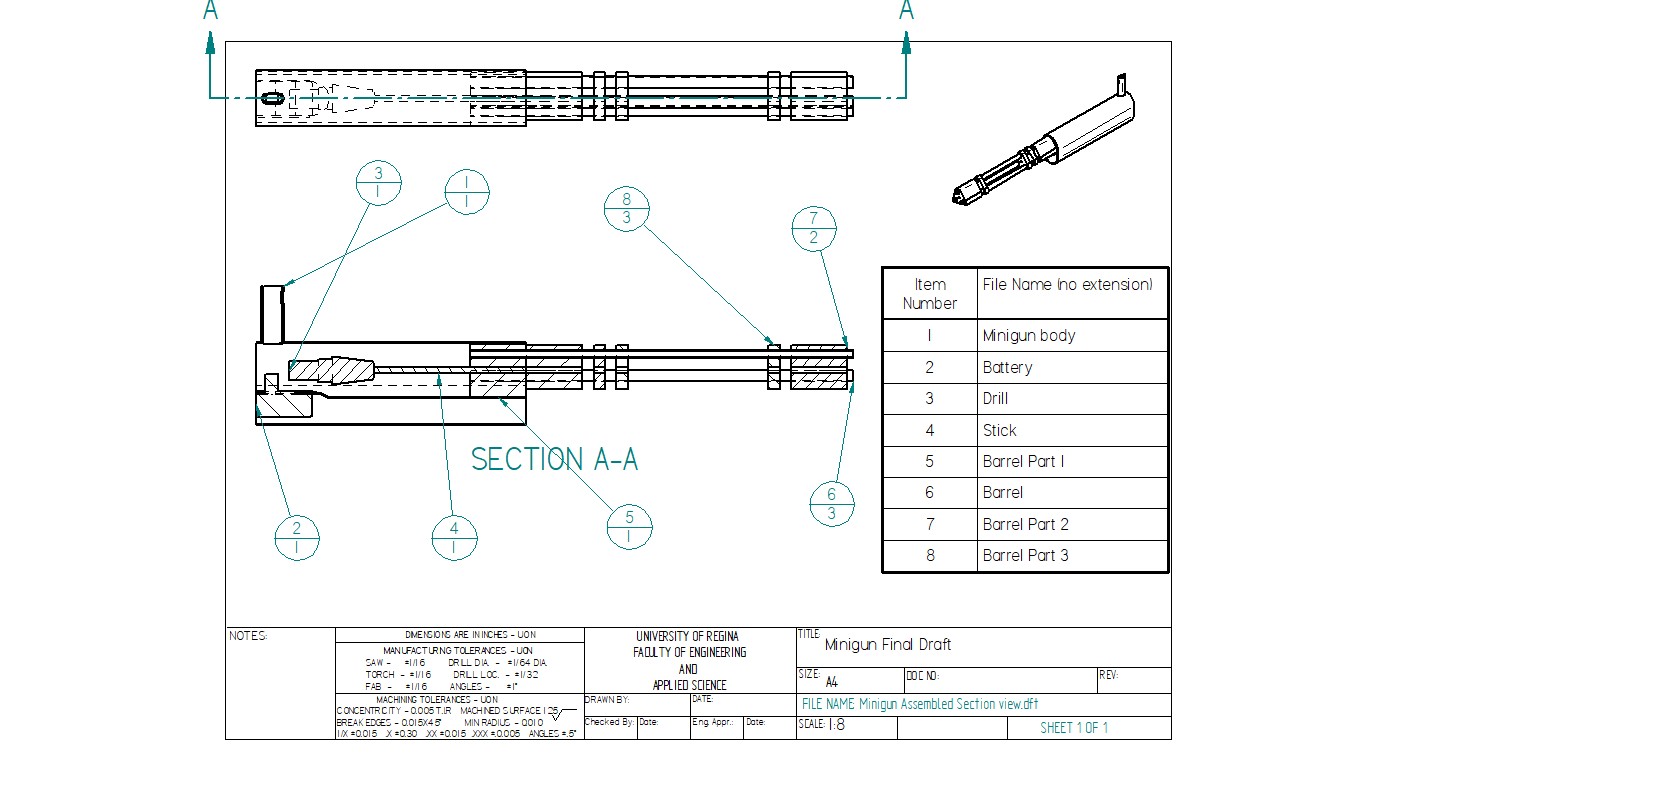 A A
3
1
1
1
8
3
7
2
SECTION A-A
6
3
2
1
4
1
5
1
Item Number File Name (no extension)
1 Minigun body
2 Battery
3 Drill
4 Stick
5 Barrel Part 1
6 Barrel
7 Barrel Part 2
8 Barrel Part 3
NOTES:
DIMENSIONS ARE IN INCHES - UON
MANUFACTURNG TOLERANCES - UON
SAW - ±1/16 DRILL DIA. - ±1/64 DIA.
TORCH - ±1/16 DRILL LOC. - ±1/32
FAB - ±1/16 ANGLES - ±1°
MACHINING TOLERANCES - UON
CONCENTRCITY - 0.005 T.I.R MACHINED SURFACE 125
BREAK EDGES - 0.015X45° MIN RADIUS - 0.010
1/X ±0.015 .X ±0.30 .XX ±0.015 .XXX ±0.005 ANGLES ±.5°
UNIVERSITY OF REGINA
FACULTY OF ENGINEERING
AND
APPLIED SCIENCE
DRAWN BY: DATE:
Checked By: Date: Eng. Appr.: Date:
TITLE: Minigun Final Draft
SIZE: A4 DOC NO: REV:
FILE NAME Minigun Assembled Section view.dft
SCALE: 1:8 SHEET 1 OF 1